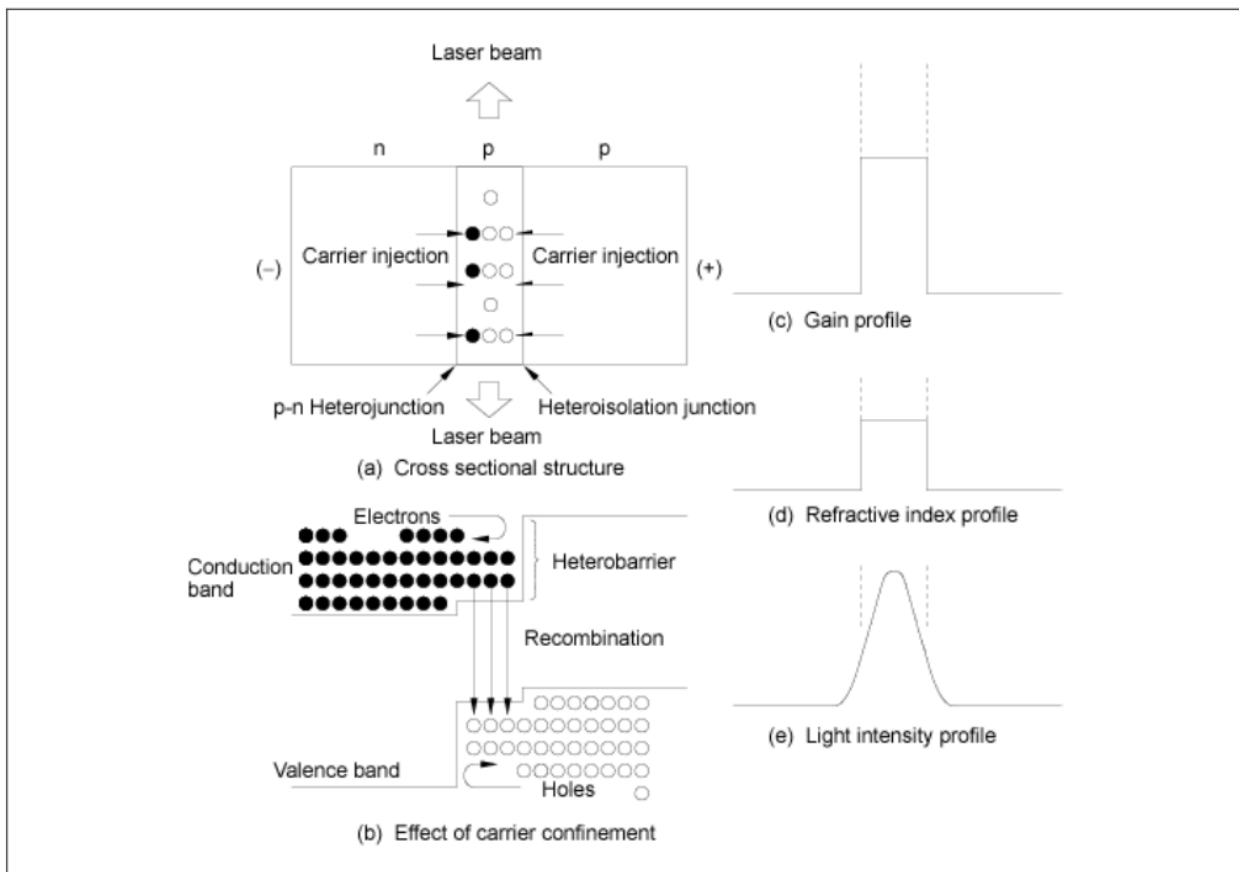 Laser beam
n p p
(–) Carrier injection Carrier injection (+)
p-n Heterojunction Heteroisolation junction
Laser beam
(a) Cross sectional structure
Electrons
Conduction
band
Heterobarrier
Recombination
Valence band
Holes
(b) Effect of carrier confinement
(c) Gain profile
(d) Refractive index profile
(e) Light intensity profile